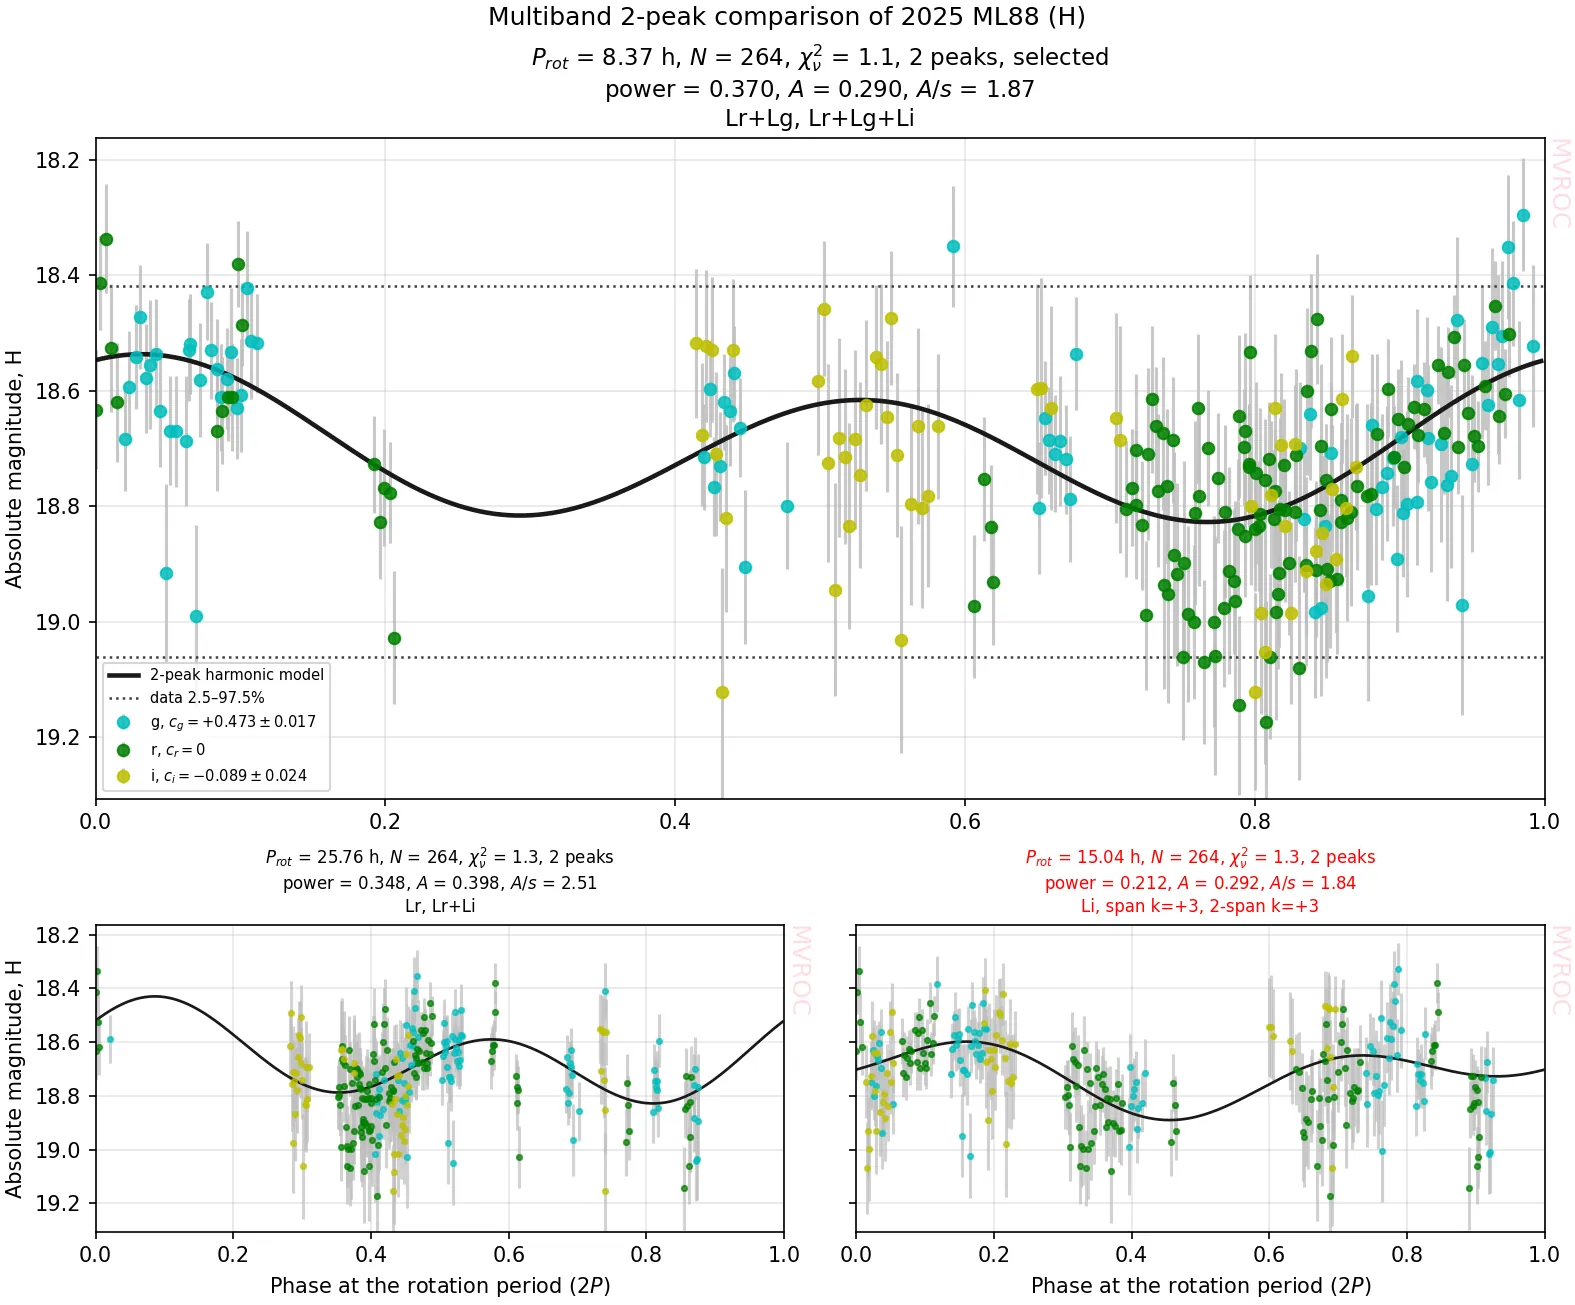 Multiband 2-peak comparison of 2025 ML88 (H)
P_rot = 8.37 h, N = 264, χ²_ν = 1.1, 2 peaks, selected
power = 0.370, A = 0.290, A/s = 1.87
Lr+Lg, Lr+Lg+Li
MVROC
Absolute magnitude, H
18.2
18.4
18.6
18.8
19.0
19.2
2-peak harmonic model
data 2.5–97.5%
g, c_g = +0.473 ± 0.017
r, c_r = 0
i, c_i = −0.089 ± 0.024
0.0 0.2 0.4 0.6 0.8 1.0
P_rot = 25.76 h, N = 264, χ²_ν = 1.3, 2 peaks
power = 0.348, A = 0.398, A/s = 2.51
Lr, Lr+Li
MVROC
Absolute magnitude, H
18.2
18.4
18.6
18.8
19.0
19.2
0.0 0.2 0.4 0.6 0.8 1.0
Phase at the rotation period (2P)
P_rot = 15.04 h, N = 264, χ²_ν = 1.3, 2 peaks
power = 0.212, A = 0.292, A/s = 1.84
Li, span k=+3, 2-span k=+3
MVROC
0.0 0.2 0.4 0.6 0.8 1.0
Phase at the rotation period (2P)